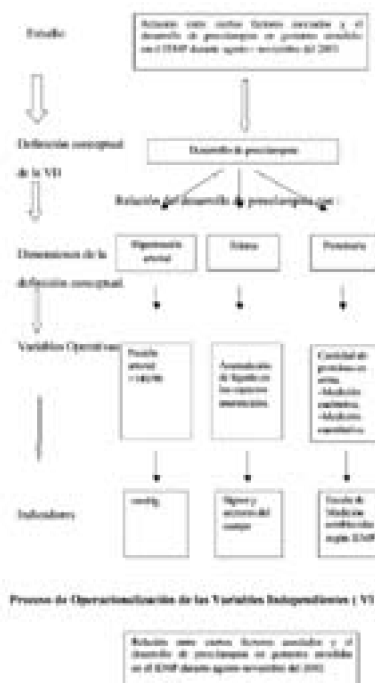 Estudio
Relación entre ciertos factores asociados y el
desarrollo de preeclampsia en gestantes atendidas
en el IEMP durante agosto - noviembre del 2003
Definición conceptual
de la VD
Desarrollo de preeclampsia
Relación del desarrollo de preeclampsia con :
Dimensiones de la
definición conceptual.
Hipertensión
arterial
Edema
Proteinuria
Variables Operativas
Presión
arterial
Acumulación
de líquido en
los espacios
Cantidad de
proteínas en
orina.
-Medición
cualitativa.
-Medición
cuantitativa.
Indicadores
mmHg.
Signos y
del
cuerpo
Escala de
Medición
establecidas
según IEMP
Proceso de Operacionalización de las Variables Independientes ( VI
Relación entre ciertos factores asociados y el
desarrollo de preeclampsia en gestantes atendidas
en el IEMP durante agosto-noviembre del 2003